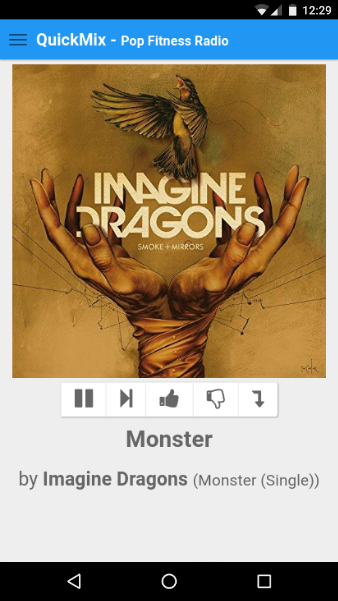 12:29
QuickMix - Pop Fitness Radio
IMAGINE
DRAGONS
SMOKE + MIRRORS
Monster
by Imagine Dragons (Monster (Single))